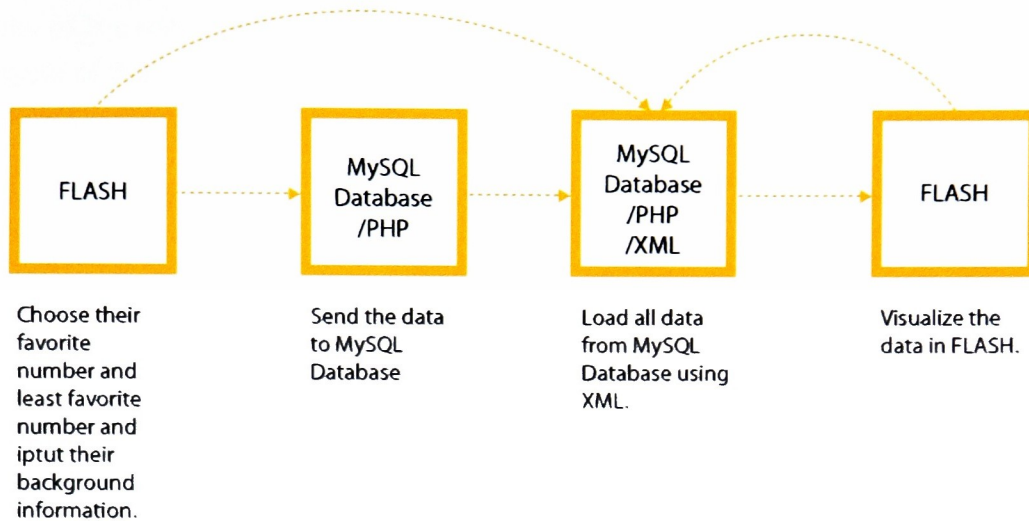 FLASH
MySQL
Database
/PHP
MySQL
Database
/PHP
/XML
FLASH
Choose their
favorite
number and
least favorite
number and
iptut their
background
information.
Send the data
to MySQL
Database
Load all data
from MySQL
Database using
XML.
Visualize the
data in FLASH.